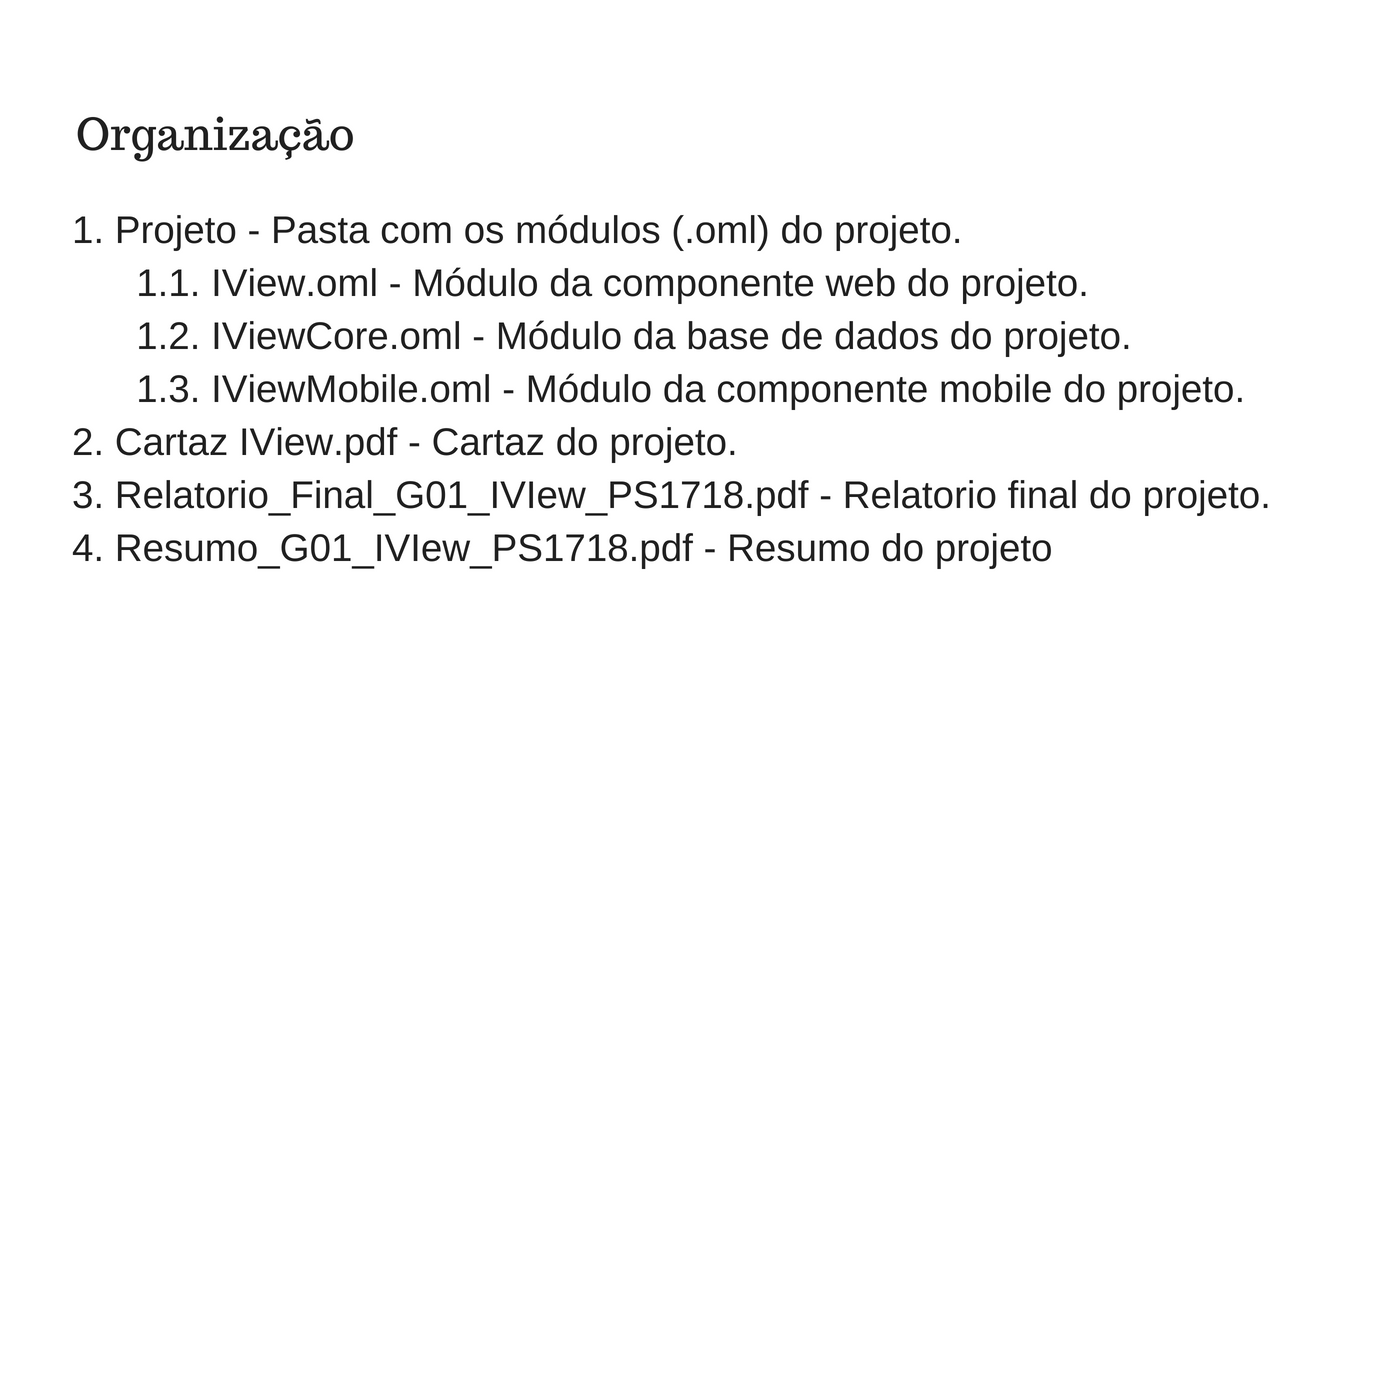 Organização
1. Projeto - Pasta com os módulos (.oml) do projeto.
1.1. IView.oml - Módulo da componente web do projeto.
1.2. IViewCore.oml - Módulo da base de dados do projeto.
1.3. IViewMobile.oml - Módulo da componente mobile do projeto.
2. Cartaz IView.pdf - Cartaz do projeto.
3. Relatorio_Final_G01_IVIew_PS1718.pdf - Relatorio final do projeto.
4. Resumo_G01_IVIew_PS1718.pdf - Resumo do projeto